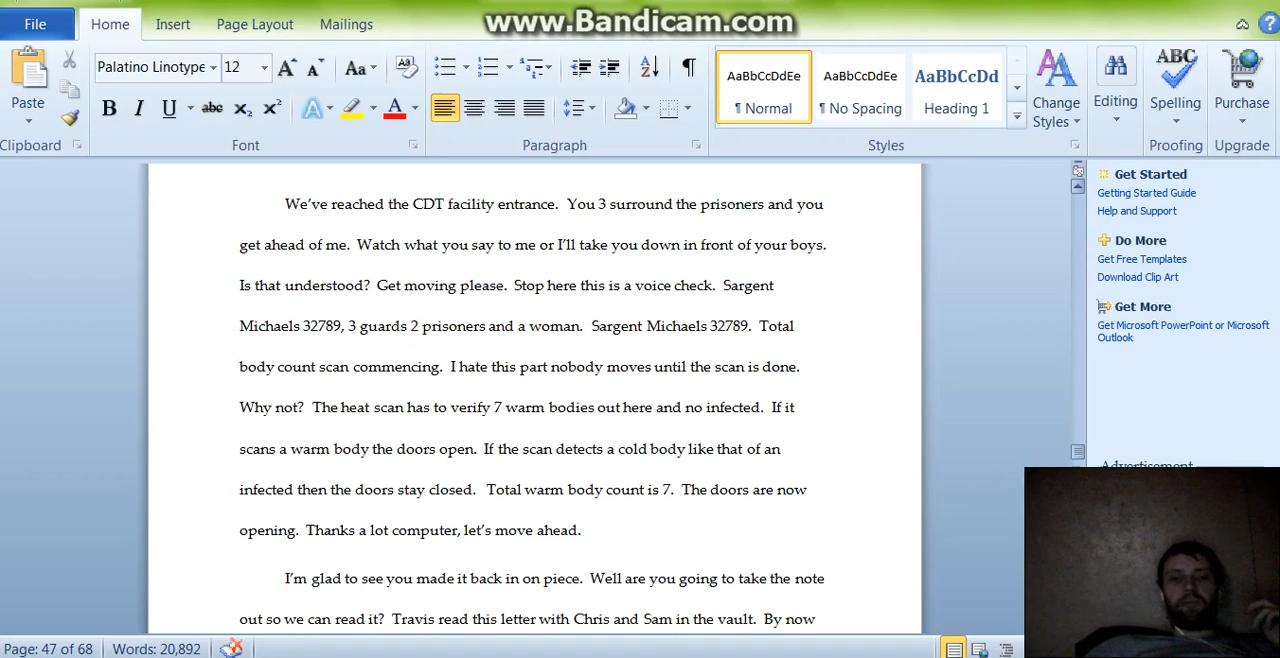 www.Bandicam.com
File Home Insert Page Layout Mailings
Palatino Linotype 12
Paste
Clipboard Font Paragraph Styles
AaBbCcDdEe AaBbCcDdEe AaBbCcDd
¶ Normal ¶ No Spacing Heading 1
Change Styles
Editing
Spelling
Proofing
Purchase
Upgrade
We’ve reached the CDT facility entrance. You 3 surround the prisoners and you
get ahead of me. Watch what you say to me or I’ll take you down in front of your boys.
Is that understood? Get moving please. Stop here this is a voice check. Sargent
Michaels 32789, 3 guards 2 prisoners and a woman. Sargent Michaels 32789. Total
body count scan commencing. I hate this part nobody moves until the scan is done.
Why not? The heat scan has to verify 7 warm bodies out here and no infected. If it
scans a warm body the doors open. If the scan detects a cold body like that of an
infected then the doors stay closed. Total warm body count is 7. The doors are now
opening. Thanks a lot computer, let’s move ahead.
I’m glad to see you made it back in on piece. Well are you going to take the note
out so we can read it? Travis read this letter with Chris and Sam in the vault. By now
Get Started
Getting Started Guide
Help and Support
Do More
Get Free Templates
Download Clip Art
Get More
Get Microsoft PowerPoint or Microsoft
Outlook
Advertisement
Page: 47 of 68 Words: 20,892